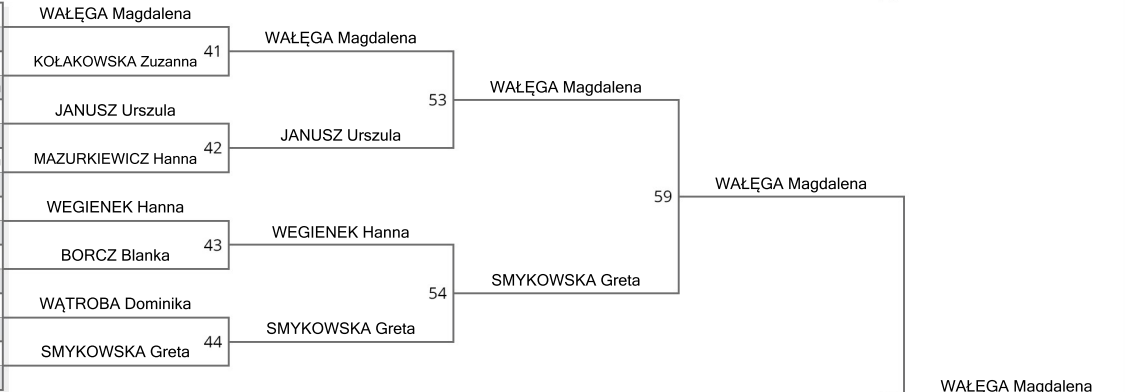 WAŁĘGA Magdalena
KOŁAKOWSKA Zuzanna
41
WAŁĘGA Magdalena
JANUSZ Urszula
MAZURKIEWICZ Hanna
42
JANUSZ Urszula
53
WAŁĘGA Magdalena
WEGIENEK Hanna
BORCZ Blanka
43
WEGIENEK Hanna
WĄTROBA Dominika
SMYKOWSKA Greta
44
SMYKOWSKA Greta
54
SMYKOWSKA Greta
59
WAŁĘGA Magdalena
WAŁĘGA Magdalena